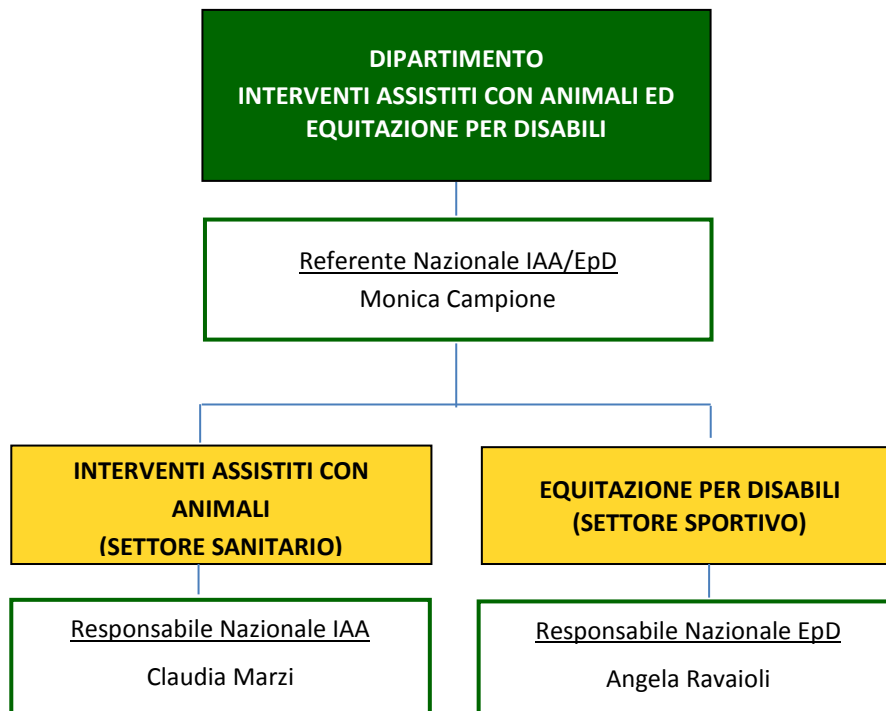 DIPARTIMENTO
INTERVENTI ASSISTITI CON ANIMALI ED
EQUITAZIONE PER DISABILI
Referente Nazionale IAA/EpD
Monica Campione
INTERVENTI ASSISTITI CON
ANIMALI
(SETTORE SANITARIO)
EQUITAZIONE PER DISABILI
(SETTORE SPORTIVO)
Responsabile Nazionale IAA
Claudia Marzi
Responsabile Nazionale EpD
Angela Ravaioli